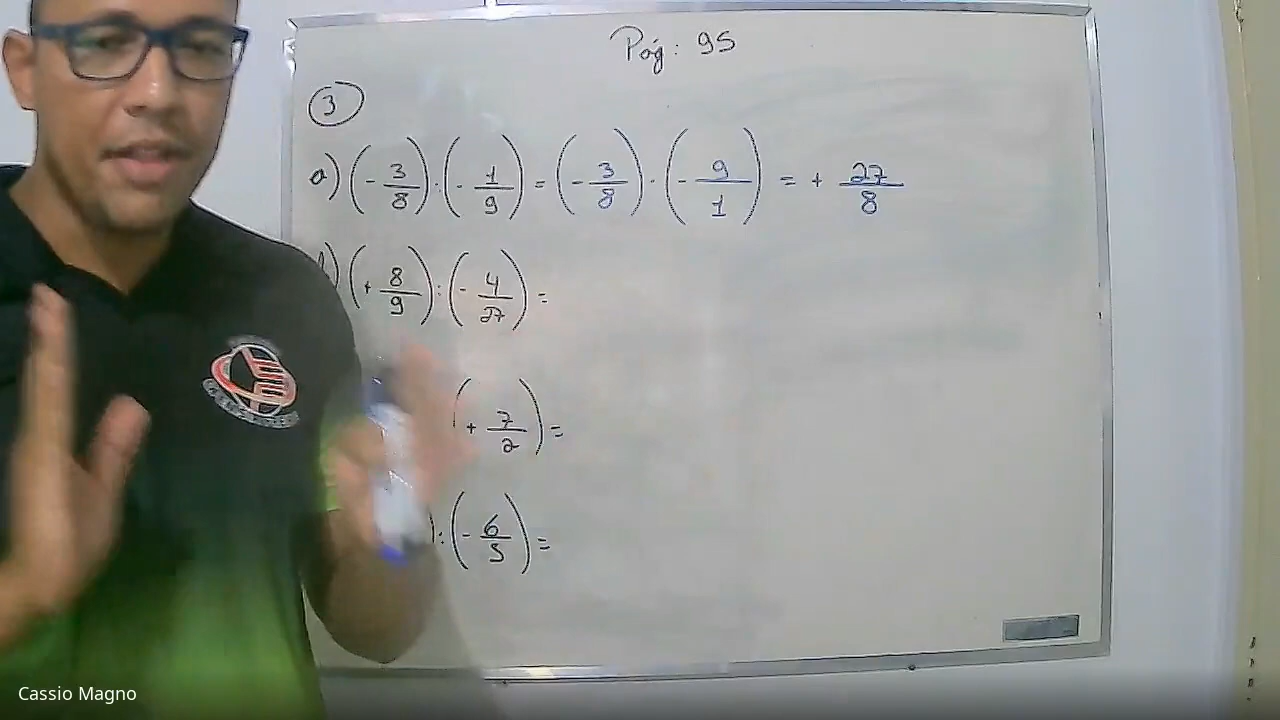 Pág: 95
3
a) (- 3/8) : (- 1/9) = (- 3/8) . (- 9/1) = + 27/8
b) (+ 8/9) : (- 4/27) =
(+ 7/2) =
) : (- 6/5) =
Cassio Magno